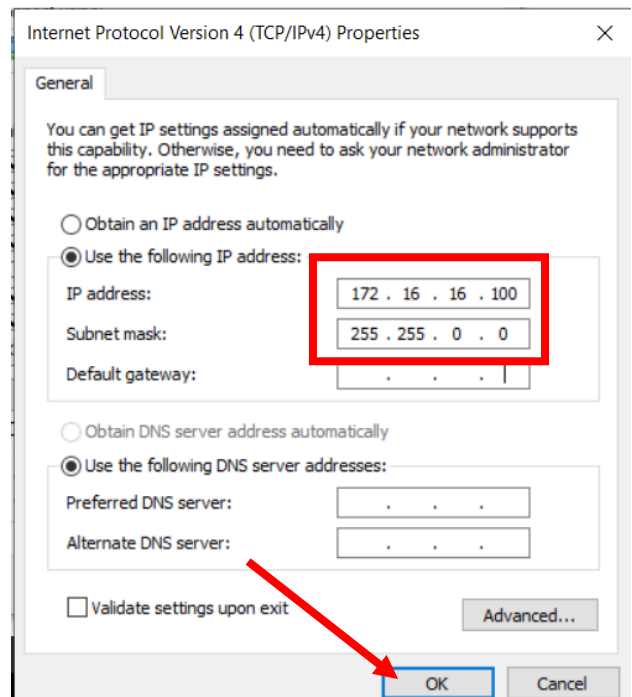 Internet Protocol Version 4 (TCP/IPv4) Properties
General
You can get IP settings assigned automatically if your network supports
this capability. Otherwise, you need to ask your network administrator
for the appropriate IP settings.
Obtain an IP address automatically
Use the following IP address:
IP address: 172 . 16 . 16 . 100
Subnet mask: 255 . 255 . 0 . 0
Default gateway: . . .
Obtain DNS server address automatically
Use the following DNS server addresses:
Preferred DNS server: . . .
Alternate DNS server: . . .
Validate settings upon exit
Advanced...
OK Cancel